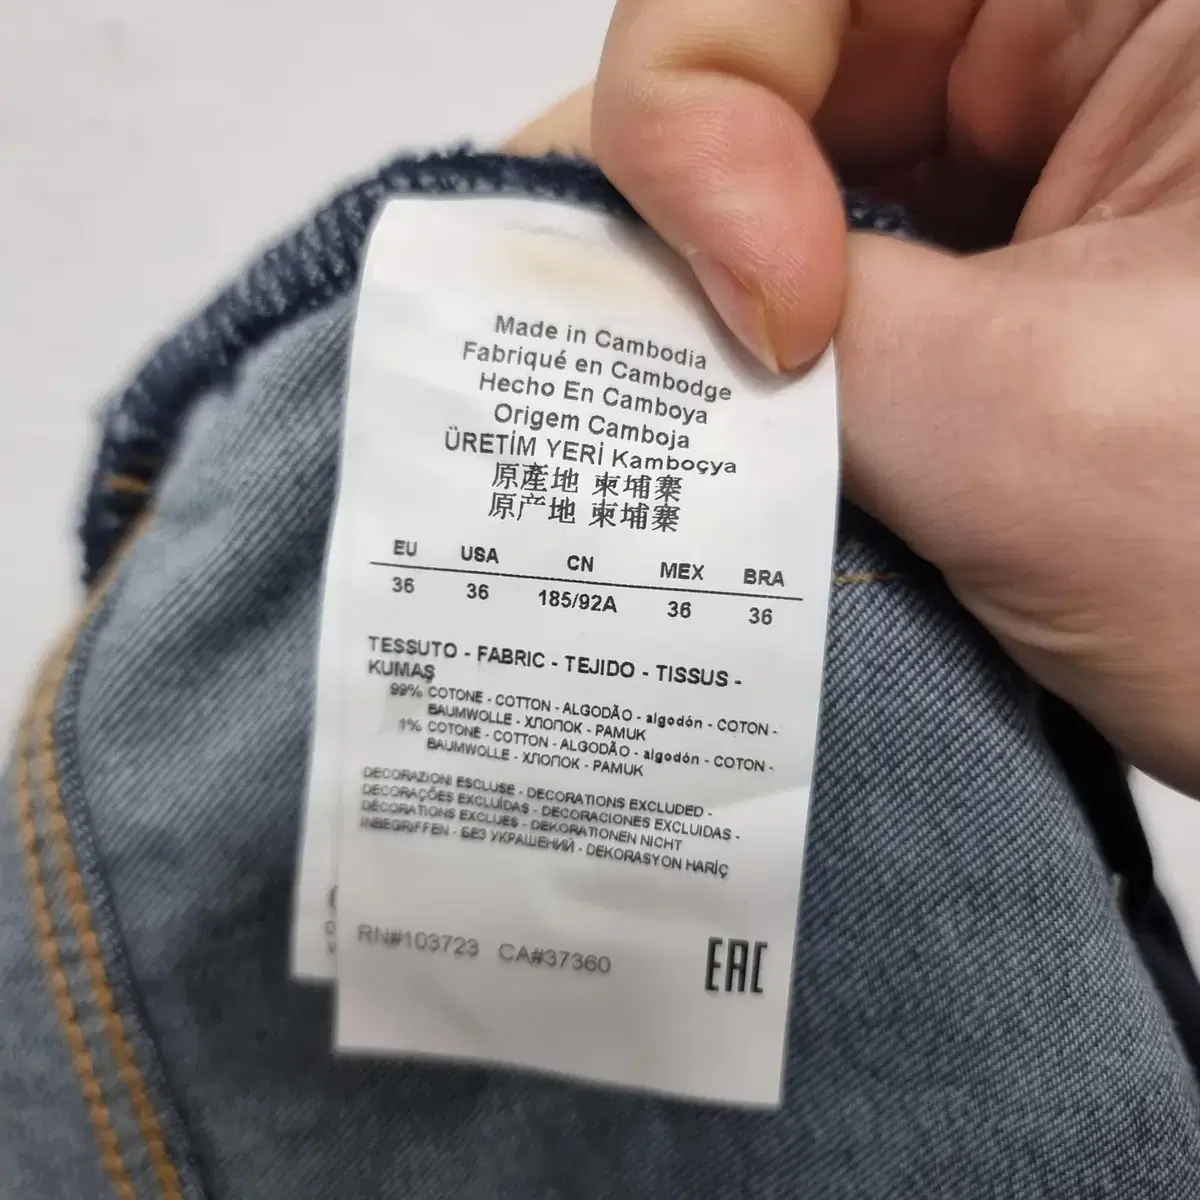 Made in Cambodia
Fabriqué en Cambodge
Hecho En Camboya
Origem Camboja
ÜRETİM YERİ Kamboçya
原產地 柬埔寨
原产地 柬埔寨
EU USA CN MEX BRA
36 36 185/92A 36 36
TESSUTO - FABRIC - TEJIDO - TISSUS -
KUMAŞ
99% COTONE - COTTON - ALGODÃO - algodón - COTON -
BAUMWOLLE - ХЛОПОК - PAMUK
1% COTONE - COTTON - ALGODÃO - algodón - COTON -
BAUMWOLLE - ХЛОПОК - PAMUK
DECORAZIONI ESCLUSE - DECORATIONS EXCLUDED -
DECORAÇÕES EXCLUÍDAS - DECORACIONES EXCLUIDAS -
DÉCORATIONS EXCLUES - DEKORATIONEN NICHT
INBEGRIFFEN - БЕЗ УКРАШЕНИЙ - DEKORASYON HARİÇ
RN#103723 CA#37360 EAC